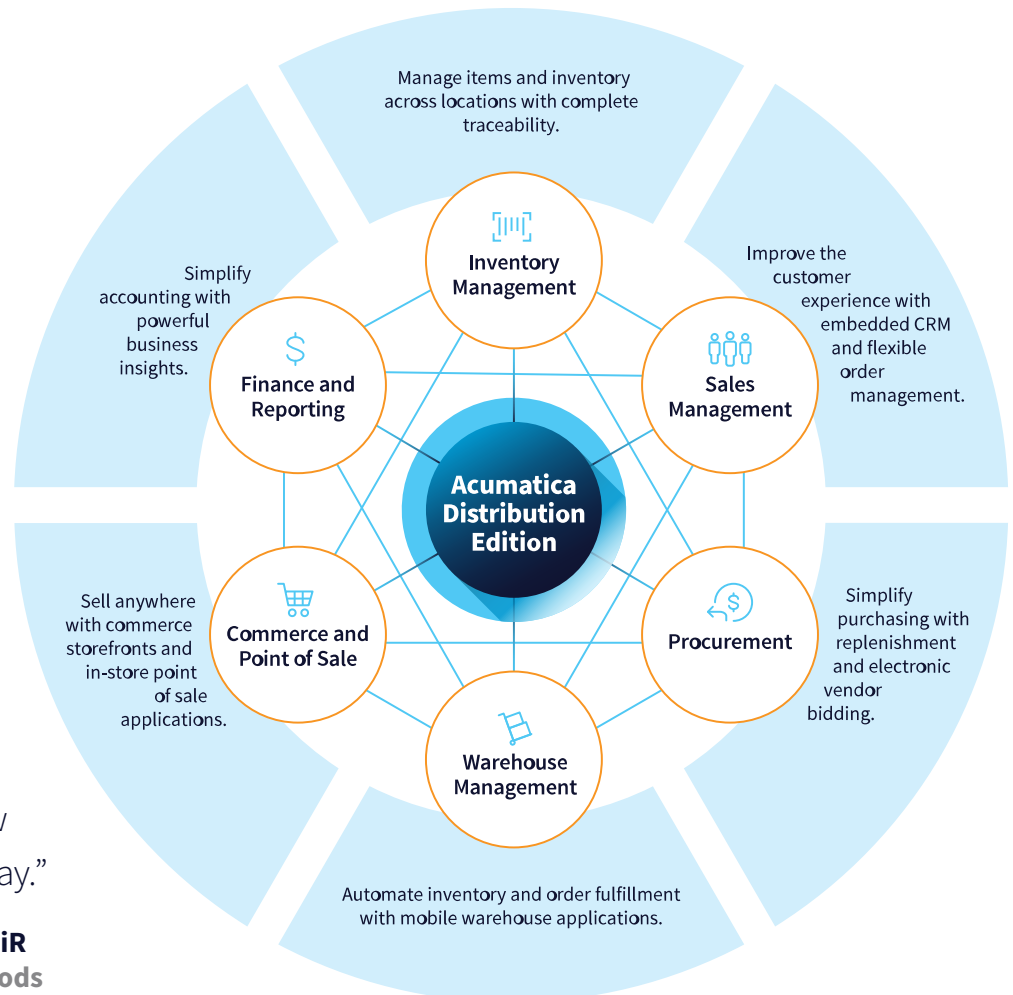 Manage items and inventory
across locations with complete
traceability.
Inventory
Management
Improve the
customer
experience with
embedded CRM
and flexible
order
management.
Sales
Management
Simplify
accounting with
powerful
business
insights.
Finance and
Reporting
Acumatica
Distribution
Edition
Sell anywhere
with commerce
storefronts and
in-store point
of sale
applications.
Commerce and
Point of Sale
Simplify
purchasing with
replenishment
and electronic
vendor
bidding.
Procurement
Warehouse
Management
Automate inventory and order fulfillment
with mobile warehouse applications.
ay.”
iR
ods